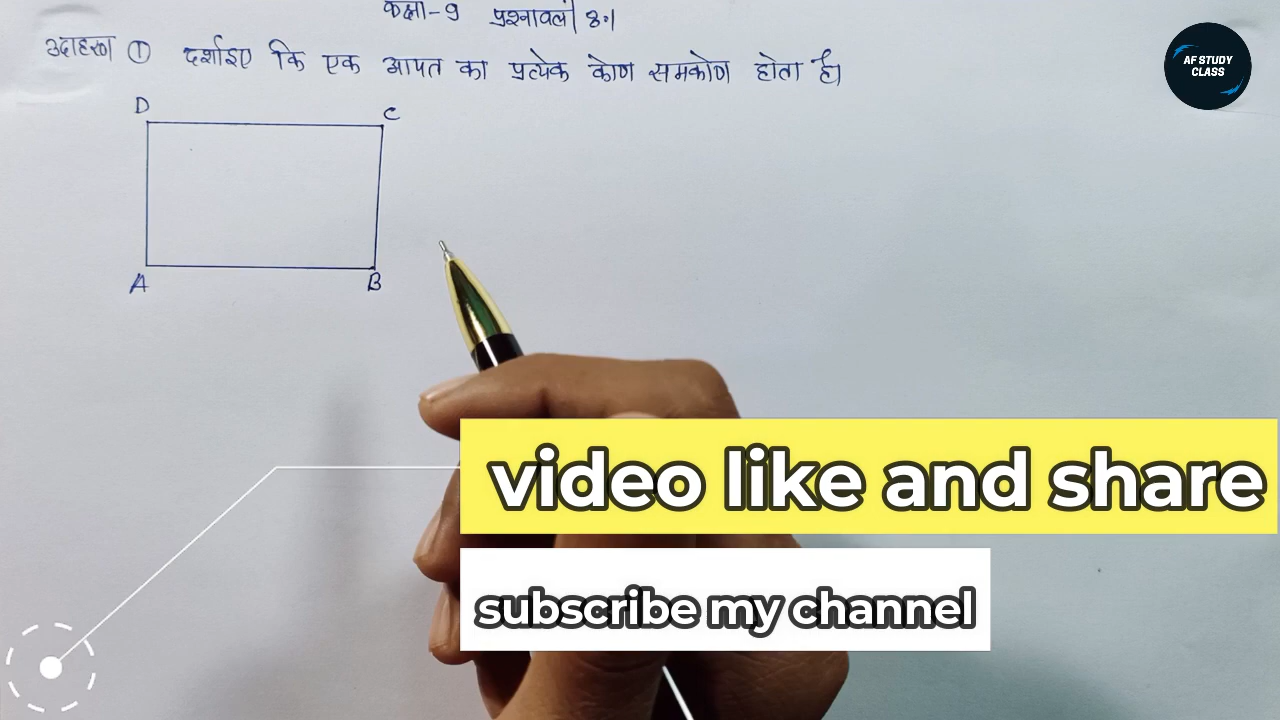 कक्षा-9 प्रश्नावली 8.1
उदाहरण ① दर्शाइए कि एक आयत का प्रत्येक कोण समकोण होता है।
AF STUDY
CLASS
D
C
A
B
video like and share
subscribe my channel